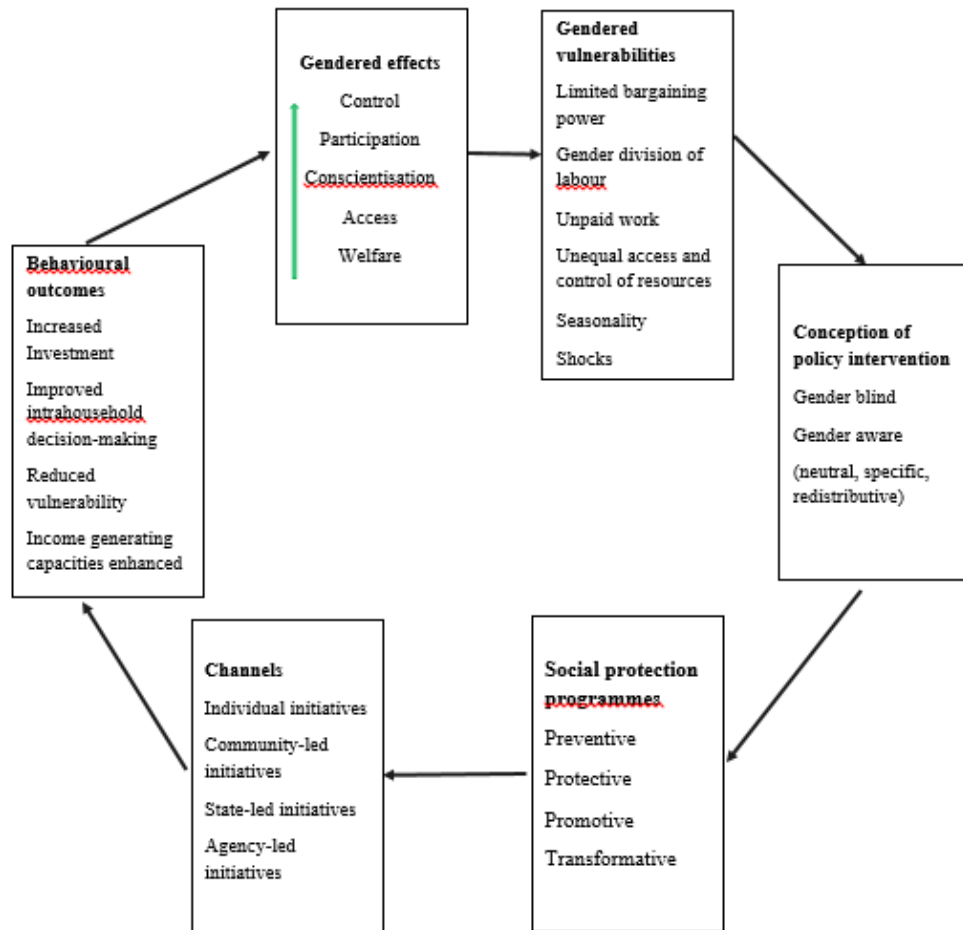 Gendered effects
Control
Participation
Conscientisation
Access
Welfare
Gendered
vulnerabilities
Limited bargaining
power
Gender division of
labour
Unpaid work
Unequal access and
control of resources
Seasonality
Shocks
Conception of
policy intervention
Gender blind
Gender aware
(neutral, specific,
redistributive)
Social protection
programmes
Preventive
Protective
Promotive
Transformative
Channels
Individual initiatives
Community-led
initiatives
State-led initiatives
Agency-led
initiatives
Behavioural
outcomes
Increased
Investment
Improved
intrahousehold
decision-making
Reduced
vulnerability
Income generating
capacities enhanced